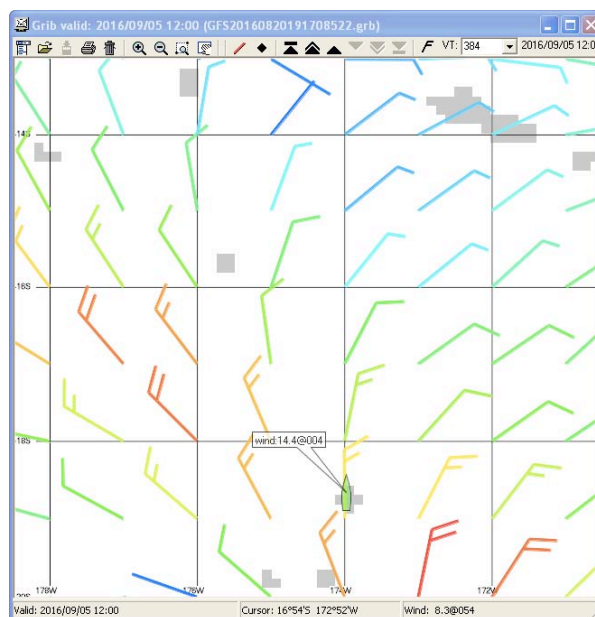 Grib valid: 2016/09/05 12:00 (GFS20160820191708522.grb)
F VT: 384 2016/09/05 12:00
14S
16S
wind:14.4@004
18S
20S
178W 176W 174W 172W
Valid: 2016/09/05 12:00 Cursor: 16°54'S 172°52'W Wind: 8.3@054